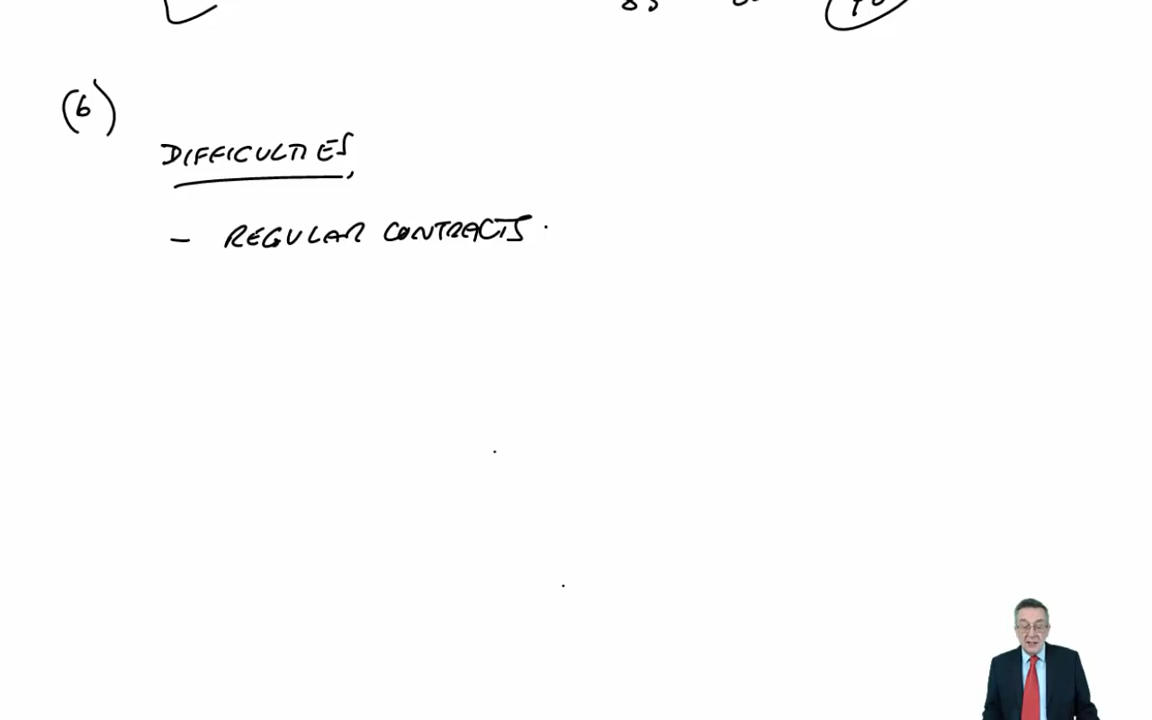 (6)
DIFFICULTIES
- REGULAR CONTRACTS.